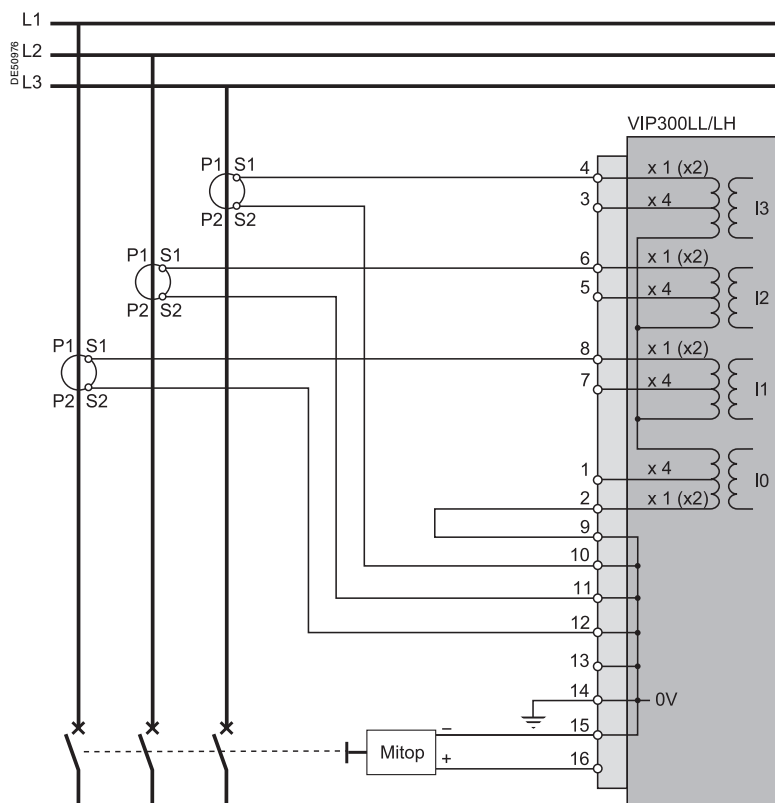 L1
L2
DE50976
L3
VIP300LL/LH
P1 S1
4
x 1 (x2)
3
x 4
I3
P2 S2
P1 S1
6
x 1 (x2)
5
x 4
I2
P2 S2
P1 S1
8
x 1 (x2)
7
x 4
I1
P2 S2
1
x 4
I0
2
x 1 (x2)
9
10
11
12
13
14
0V
15
–
Mitop
+
16